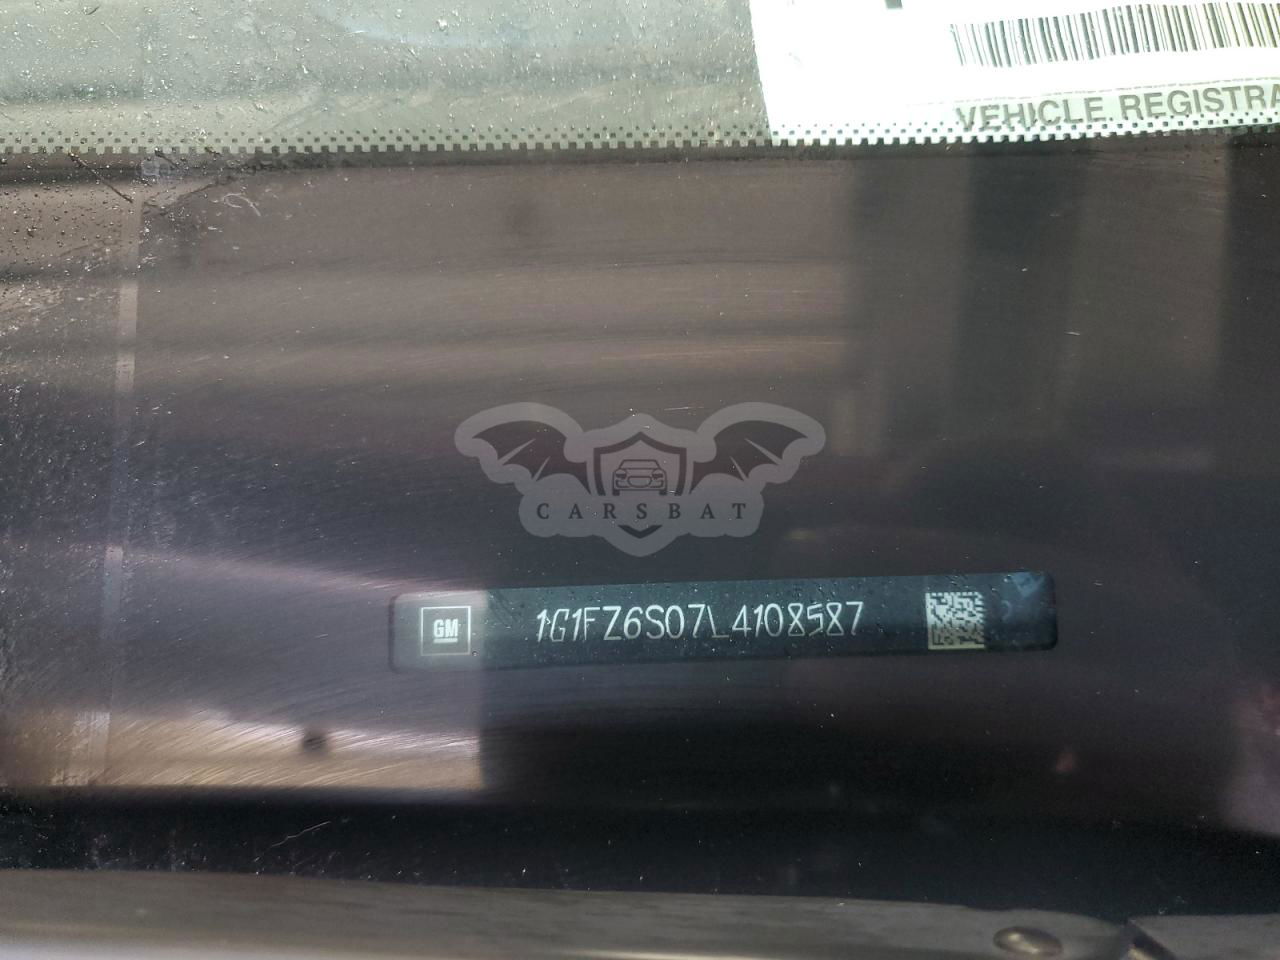 VEHICLE REGISTRA
CARSBAT
GM 1G1FZ6S07L4108587